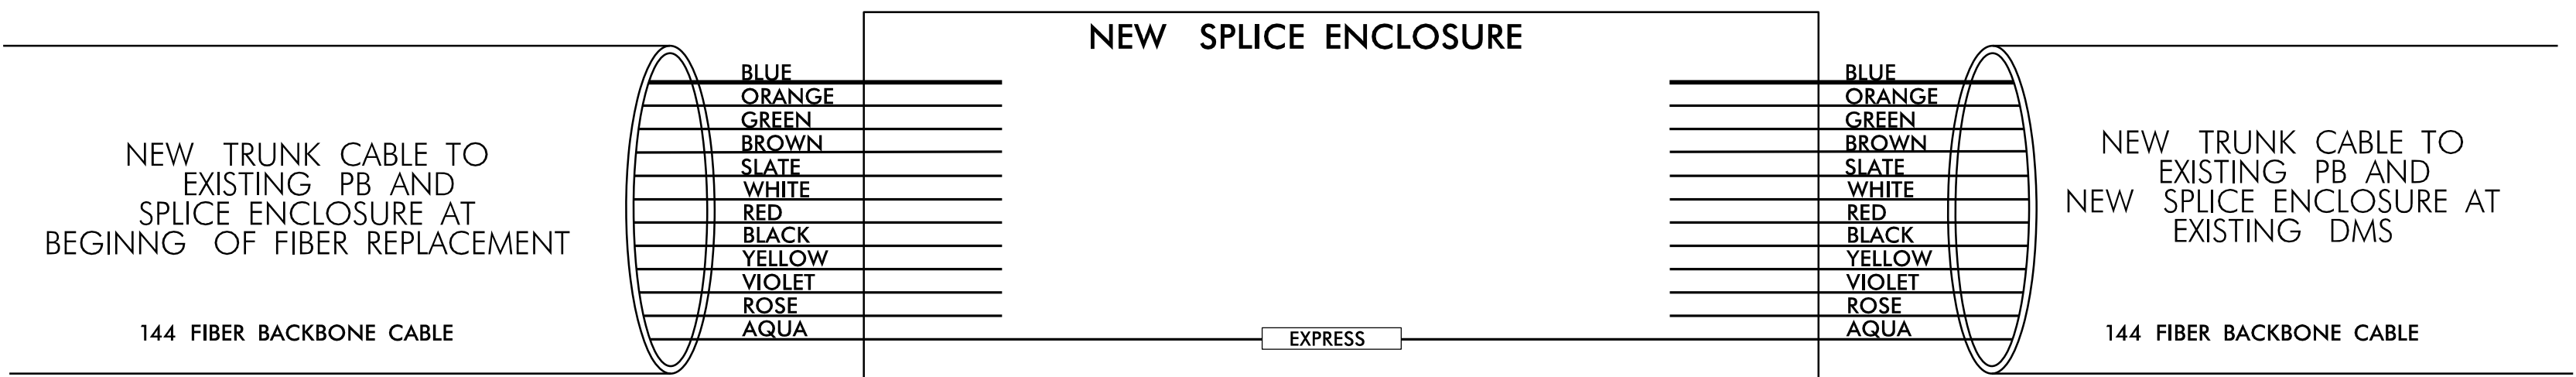 NEW SPLICE ENCLOSURE
NEW TRUNK CABLE TO
EXISTING PB AND
SPLICE ENCLOSURE AT
BEGINNG OF FIBER REPLACEMENT
144 FIBER BACKBONE CABLE
BLUE
ORANGE
GREEN
BROWN
SLATE
WHITE
RED
BLACK
YELLOW
VIOLET
ROSE
AQUA
EXPRESS
BLUE
ORANGE
GREEN
BROWN
SLATE
WHITE
RED
BLACK
YELLOW
VIOLET
ROSE
AQUA
NEW TRUNK CABLE TO
EXISTING PB AND
NEW SPLICE ENCLOSURE AT
EXISTING DMS
144 FIBER BACKBONE CABLE